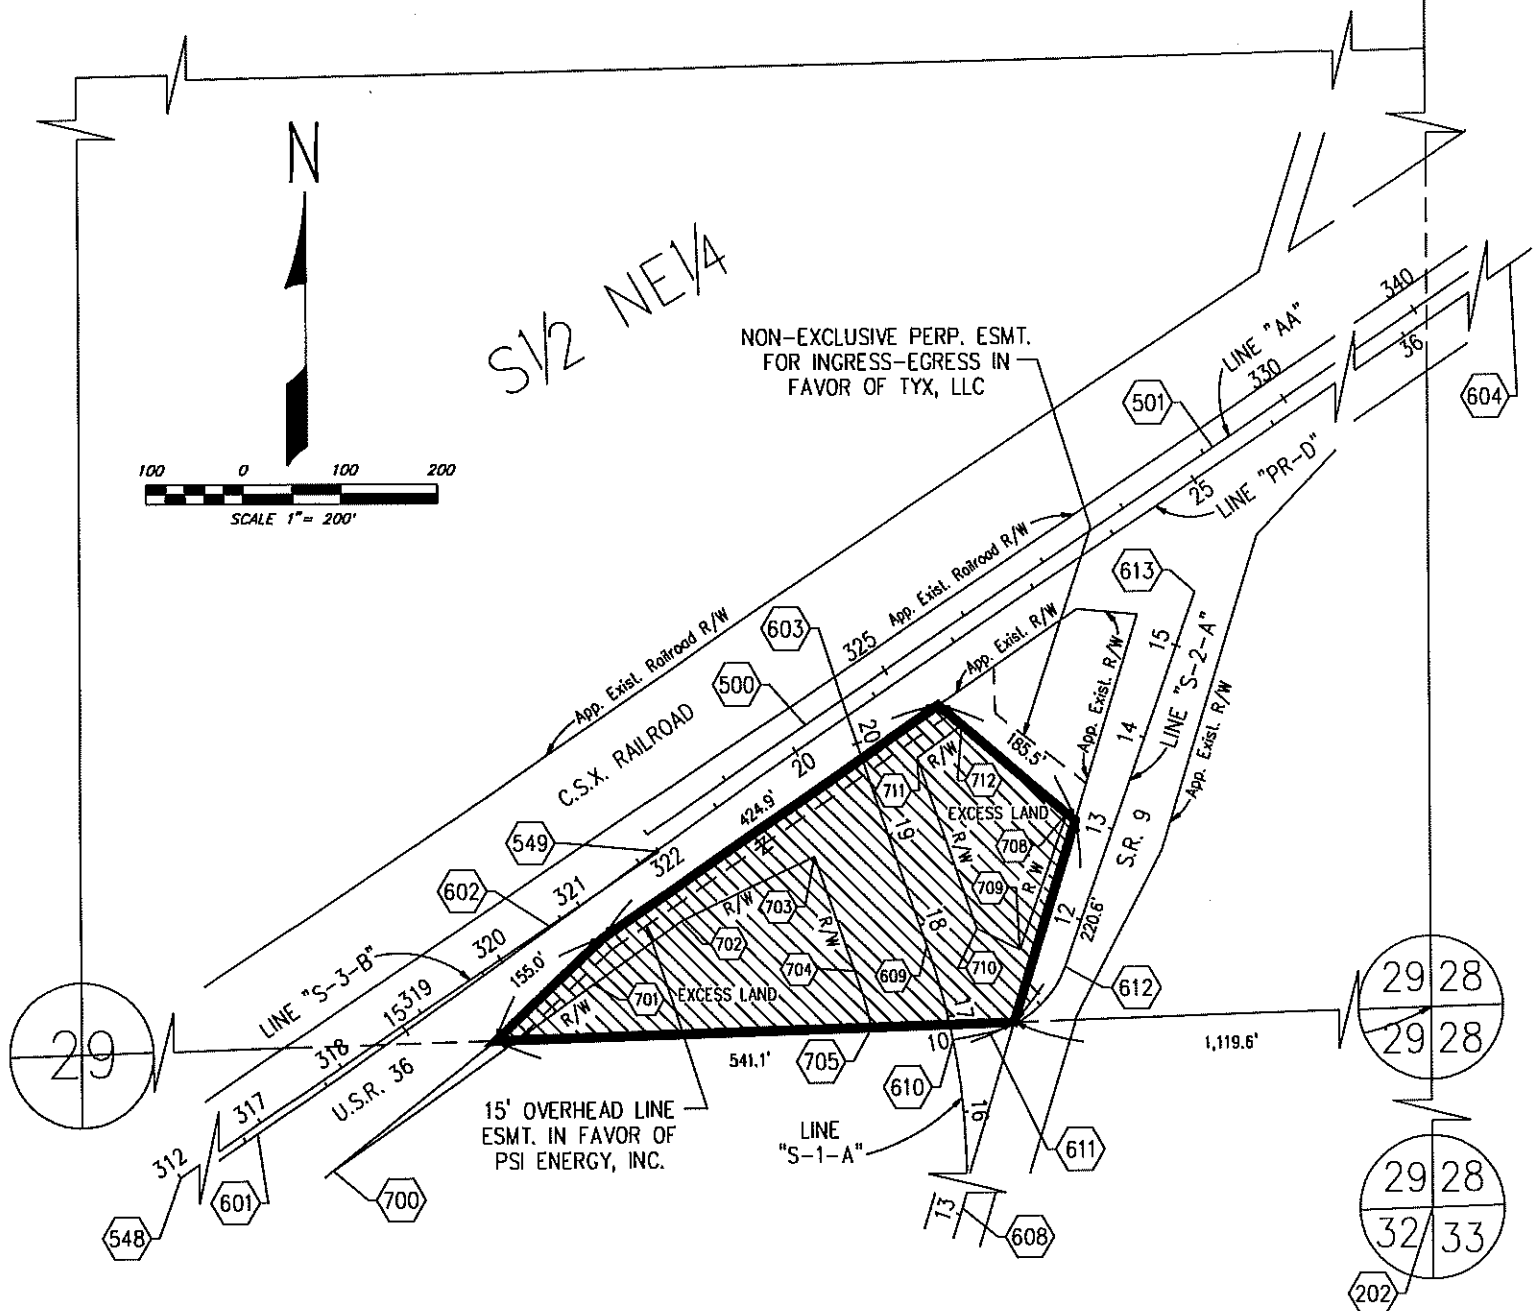 N
S1/2 NE1/4
100 0 100 200
SCALE 1"= 200'
NON-EXCLUSIVE PERP. ESMT.
FOR INGRESS-EGRESS IN
FAVOR OF TYX, LLC
LINE "AA"
340
36
330
501
604
25
LINE "PR-D"
App. Exist. Railroad R/W
App. Exist. Railroad R/W
613
603
325
App. Exist. R/W
500
App. Exist. R/W
15
LINE "S-2-A"
14
App. Exist. R/W
C.S.X. RAILROAD
20
20
185.5'
R/W
711
712
424.9'
EXCESS LAND
13
S.R. 9
549
322
19
708
R/W
R/W
602
321
709
R/W
703
R/W
18
12
220.6'
320
702
704
609
710
LINE "S-3-B"
155.0'
701
EXCESS LAND
612
319
15
R/W
17
29 28
29 28
29
318
10
541.1'
705
1,119.6'
U.S.R. 36
610
317
15' OVERHEAD LINE
ESMT. IN FAVOR OF
PSI ENERGY, INC.
LINE
"S-1-A"
16
611
312
601
700
29 28
32 33
548
13
608
202